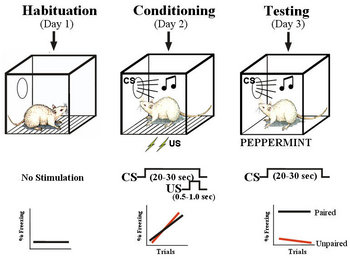 Habituation
(Day 1)
Conditioning
(Day 2)
Testing
(Day 3)
CS
US
CS
PEPPERMINT
No Stimulation
CS (20-30 sec)
US
(0.5-1.0 sec)
CS (20-30 sec)
% Freezing
% Freezing
Trials
% Freezing
Trials
Paired
Unpaired